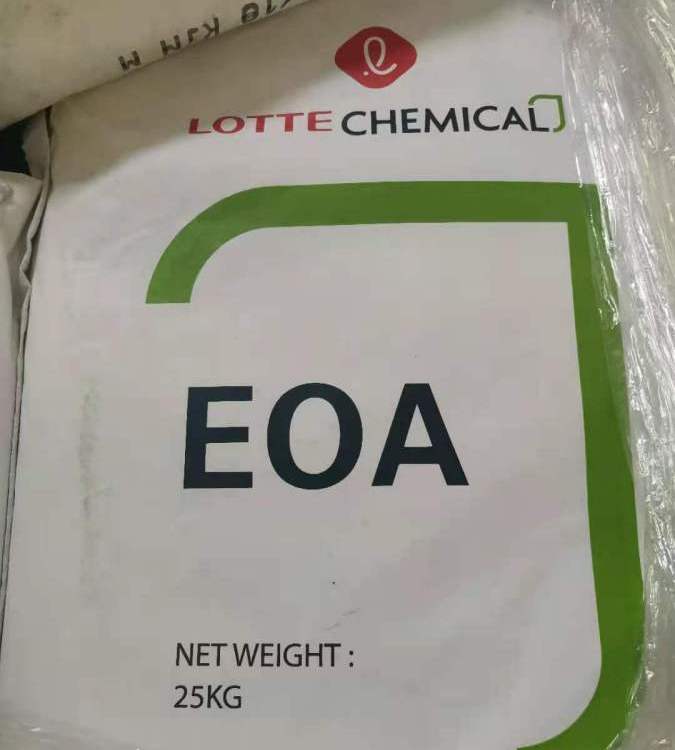 LOTTE CHEMICAL
EOA
NET WEIGHT :
25KG